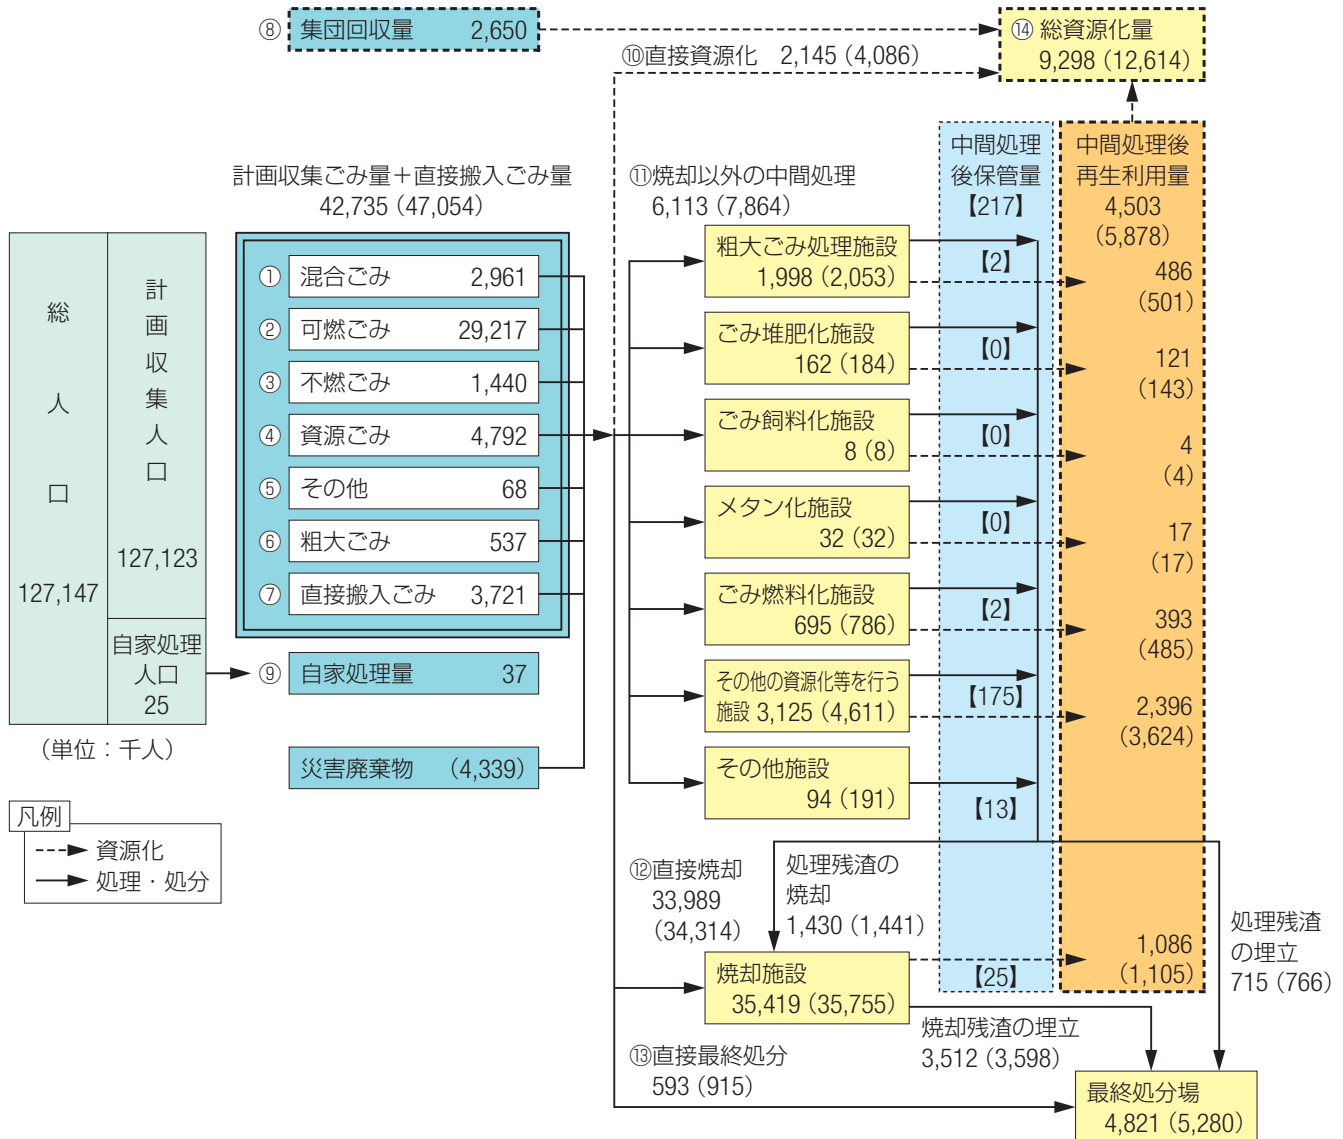 ⑧ 集団回収量 2,650
⑭ 総資源化量
9,298 (12,614)
⑩直接資源化 2,145 (4,086)
計画収集ごみ量＋直接搬入ごみ量
42,735 (47,054)
⑪焼却以外の中間処理
6,113 (7,864)
中間処理
後保管量
【217】
中間処理後
再生利用量
4,503
(5,878)
総人口
127,147
計画収集人口
127,123
自家処理
人口
25
(単位：千人)
① 混合ごみ 2,961
② 可燃ごみ 29,217
③ 不燃ごみ 1,440
④ 資源ごみ 4,792
⑤ その他 68
⑥ 粗大ごみ 537
⑦ 直接搬入ごみ 3,721
⑨ 自家処理量 37
災害廃棄物 (4,339)
粗大ごみ処理施設
1,998 (2,053)
【2】
486
(501)
ごみ堆肥化施設
162 (184)
【0】
121
(143)
ごみ飼料化施設
8 (8)
【0】
4
(4)
メタン化施設
32 (32)
【0】
17
(17)
ごみ燃料化施設
695 (786)
【2】
393
(485)
その他の資源化等を行う
施設 3,125 (4,611)
【175】
2,396
(3,624)
その他施設
94 (191)
【13】
凡例
資源化
処理・処分
⑫直接焼却
33,989
(34,314)
処理残渣の
焼却
1,430 (1,441)
焼却施設
35,419 (35,755)
【25】
1,086
(1,105)
処理残渣
の埋立
715 (766)
焼却残渣の埋立
3,512 (3,598)
⑬直接最終処分
593 (915)
最終処分場
4,821 (5,280)